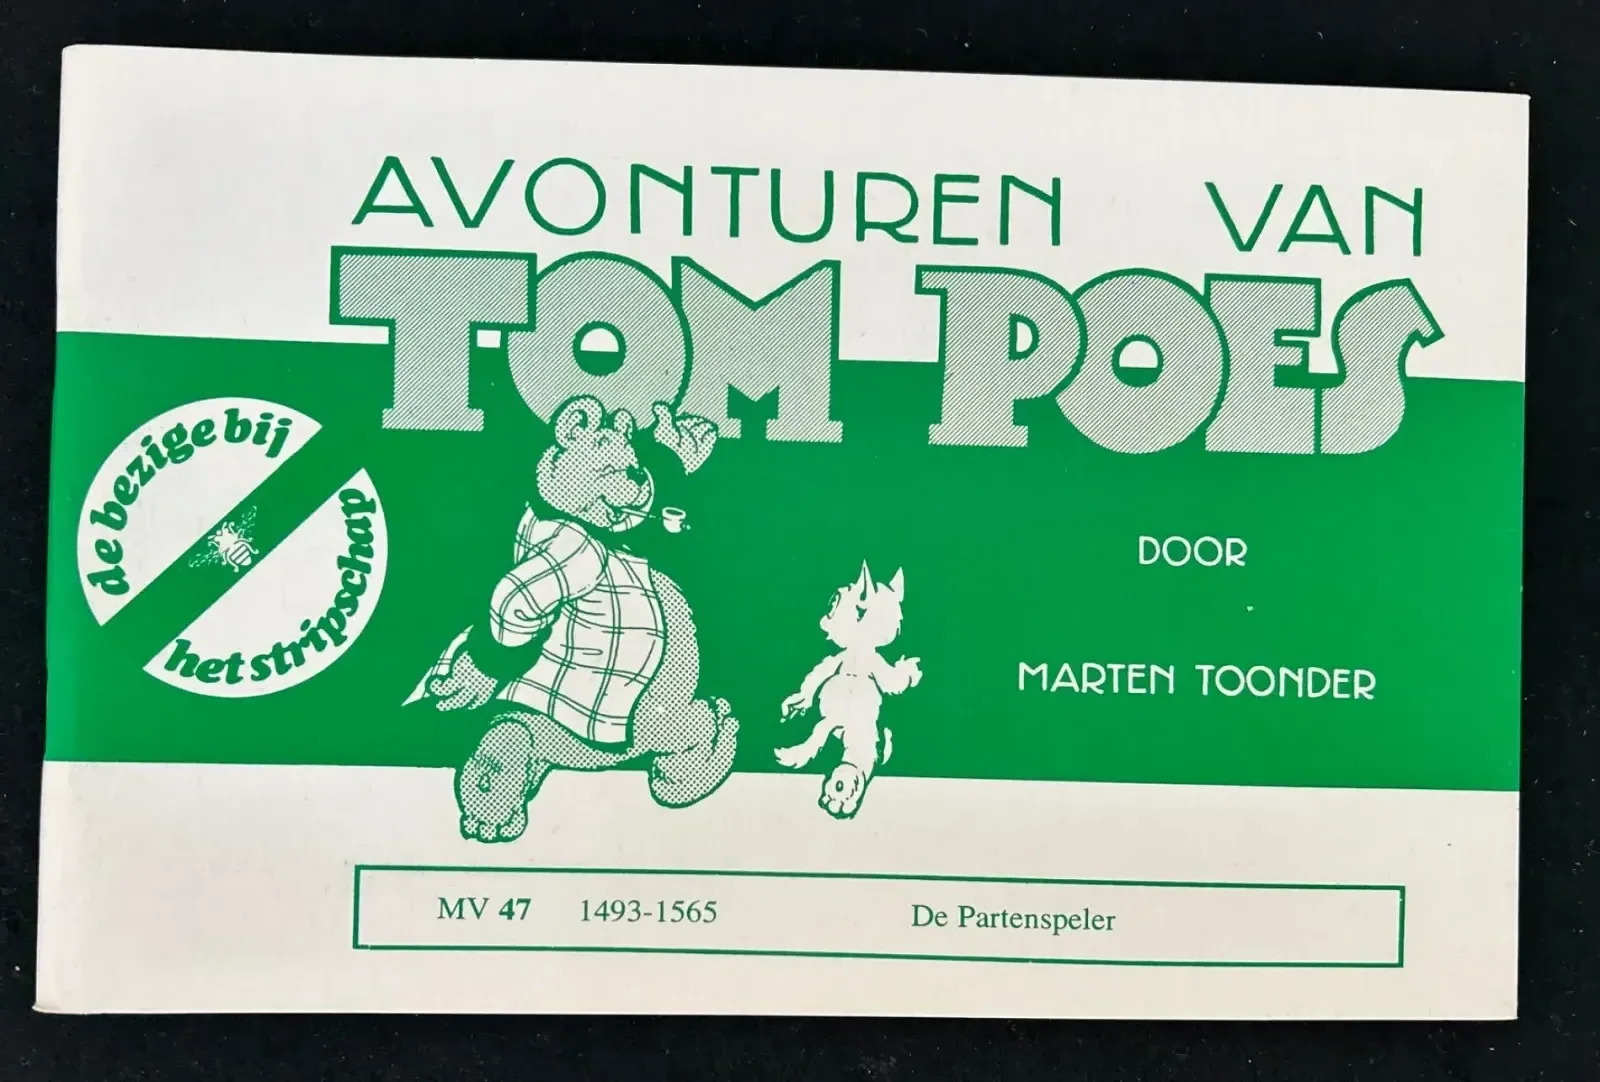 AVONTUREN VAN
TOM POES
de bezige bij
het stripschap
DOOR
MARTEN TOONDER
MV 47 1493-1565 De Partenspeler